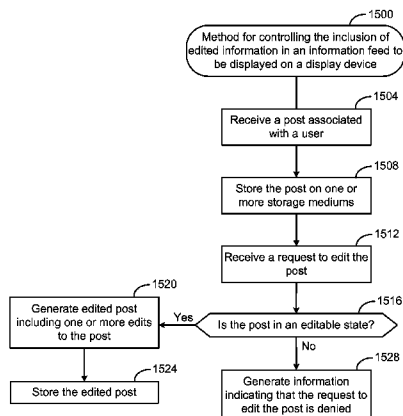 1500
Method for controlling the inclusion of
edited information in an information feed to
be displayed on a display device
1504
Receive a post associated
with a user
1508
Store the post on one or
more storage mediums
1512
Receive a request to edit the
post
1516
Is the post in an editable state?
Yes
No
1520
Generate edited post
including one or more edits
to the post
1524
Store the edited post
1528
Generate information
indicating that the request to
edit the post is denied